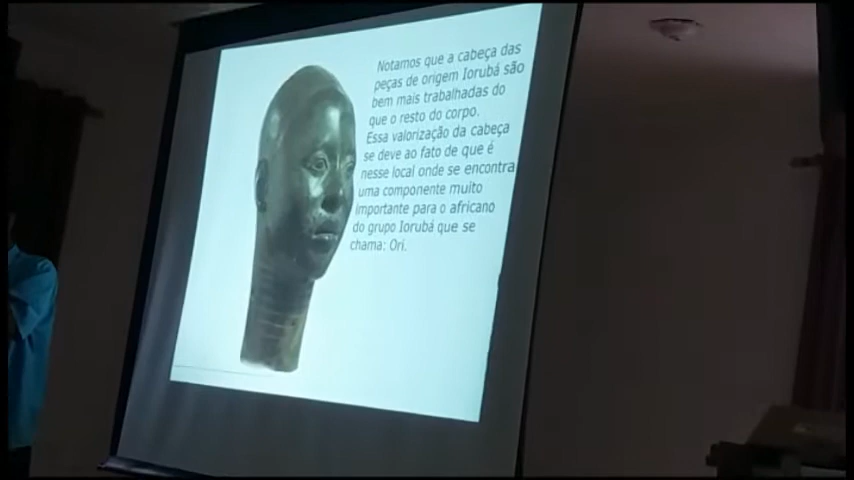 Notamos que a cabeça das
peças de origem Iorubá são
bem mais trabalhadas do
que o resto do corpo.
Essa valorização da cabeça
se deve ao fato de que é
nesse local onde se encontra
uma componente muito
importante para o africano
do grupo Iorubá que se
chama: Ori.